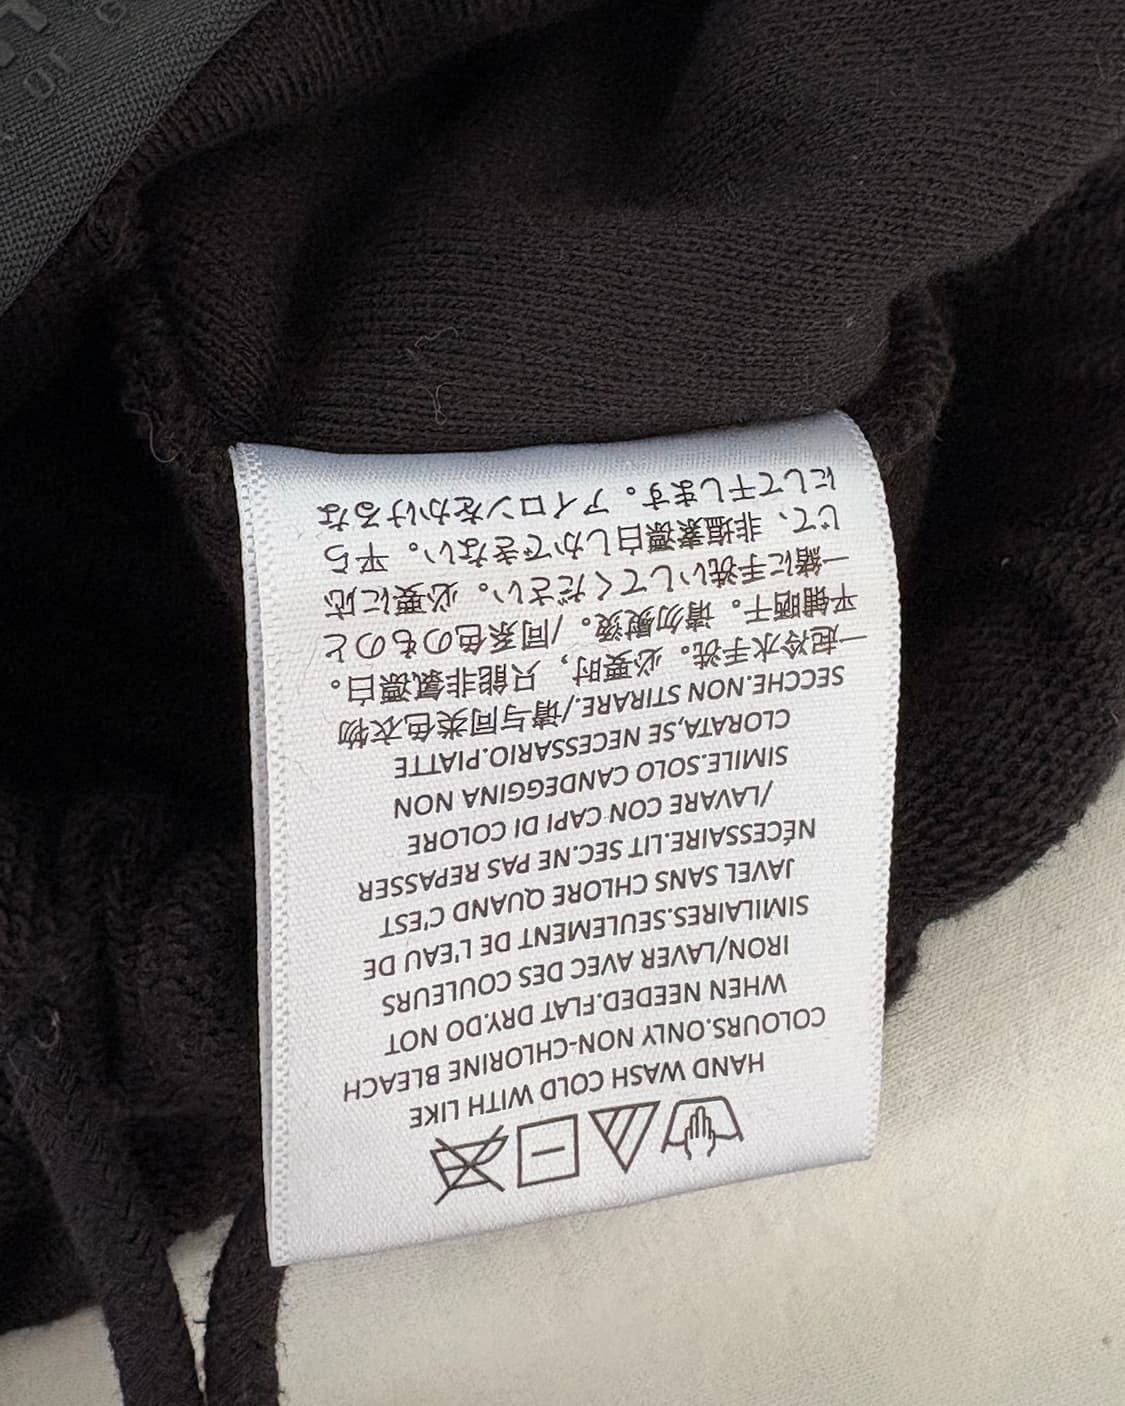 HAND WASH COLD WITH LIKE
COLOURS.ONLY NON-CHLORINE BLEACH
WHEN NEEDED.FLAT DRY.DO NOT
IRON/LAVER AVEC DES COULEURS
SIMILAIRES.SEULEMENT DE L'EAU DE
JAVEL SANS CHLORE QUAND C'EST
NÉCESSAIRE.LIT SEC.NE PAS REPASSER
/LAVARE CON CAPI DI COLORE
SIMILE.SOLO CANDEGGINA NON
CLORATA,SE NECESSARIO.PIATTE
SECCHE.NON STIRARE./请与同类色衣物
一起冷水手洗。必要时，只能非氯漂白。
平铺晒干。请勿熨烫。/同系色のものと
一緒に手洗いしてください。必要に応
じて、非塩素漂白しかできない。平ら
にして干します。アイロンをかけるな